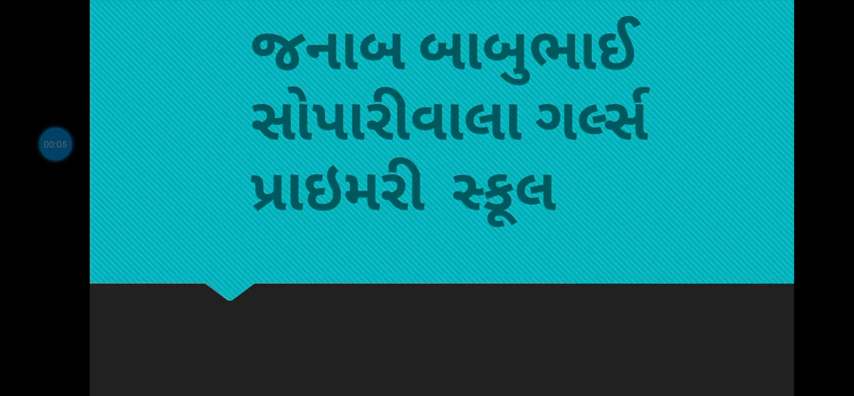 જનાબ બાબુભાઈ
સોપારીવાલા ગર્લ્સ
પ્રાઇમરી સ્કૂલ
00:05